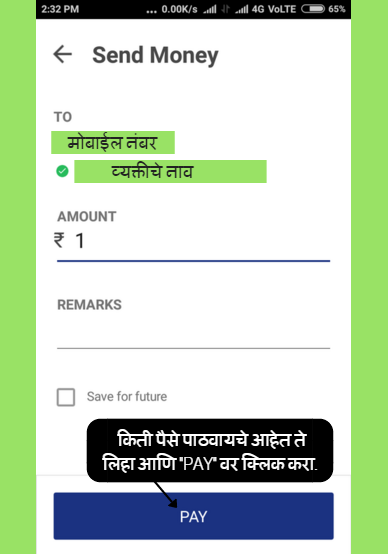 2:32 PM ... 0.00K/s 4G VoLTE 65%
Send Money
TO
मोबाईल नंबर
व्यक्तीचे नाव
AMOUNT
₹ 1
REMARKS
Save for future
किती पैसे पाठवायचे आहेत ते
लिहा आणि "PAY" वर क्लिक करा.
PAY